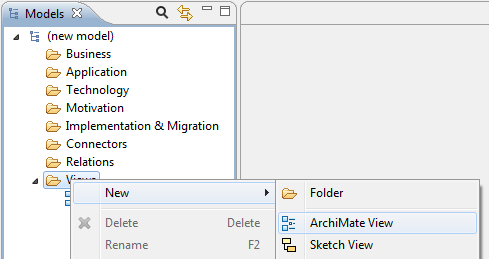 Models
(new model)
Business
Application
Technology
Motivation
Implementation & Migration
Connectors
Relations
Views
New
Folder
Delete Delete
ArchiMate View
Rename F2
Sketch View